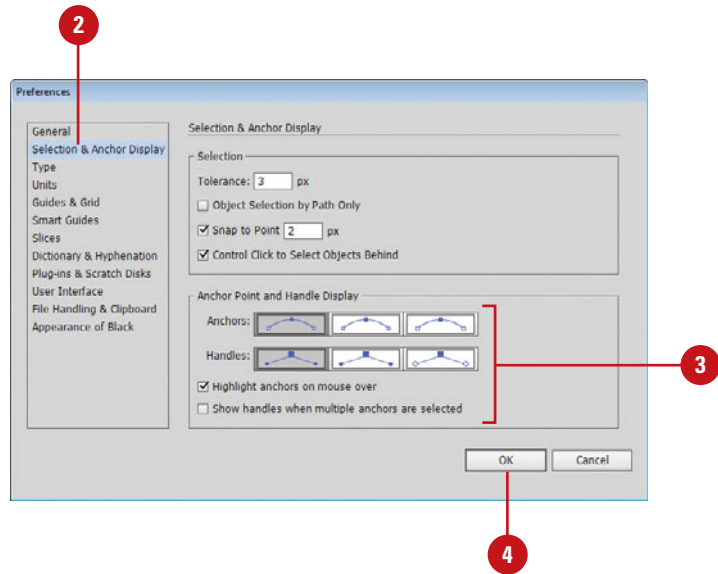 2
Preferences
General
Selection & Anchor Display
Type
Units
Guides & Grid
Smart Guides
Slices
Dictionary & Hyphenation
Plug-ins & Scratch Disks
User Interface
File Handling & Clipboard
Appearance of Black
Selection & Anchor Display
Selection
Tolerance: 3 px
Object Selection by Path Only
Snap to Point 2 px
Control Click to Select Objects Behind
Anchor Point and Handle Display
Anchors:
Handles:
Highlight anchors on mouse over
Show handles when multiple anchors are selected
3
OK Cancel
4